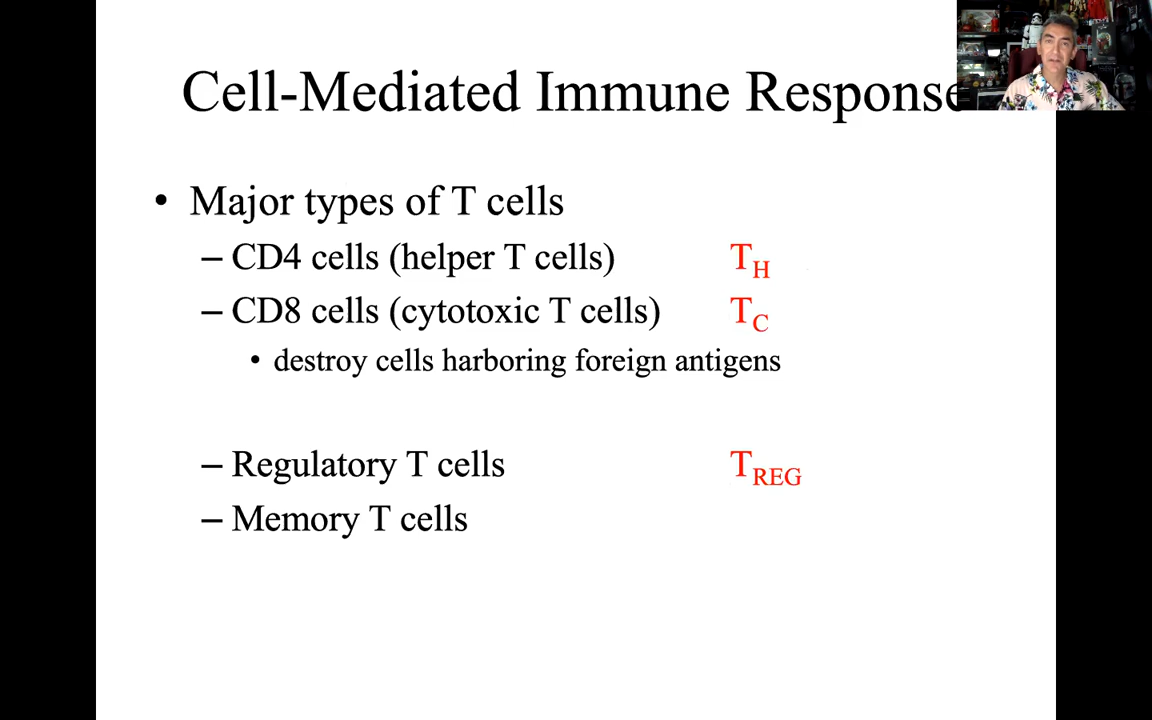 Cell-Mediated Immune Response
• Major types of T cells
– CD4 cells (helper T cells) TH
– CD8 cells (cytotoxic T cells) TC
• destroy cells harboring foreign antigens
– Regulatory T cells TREG
– Memory T cells